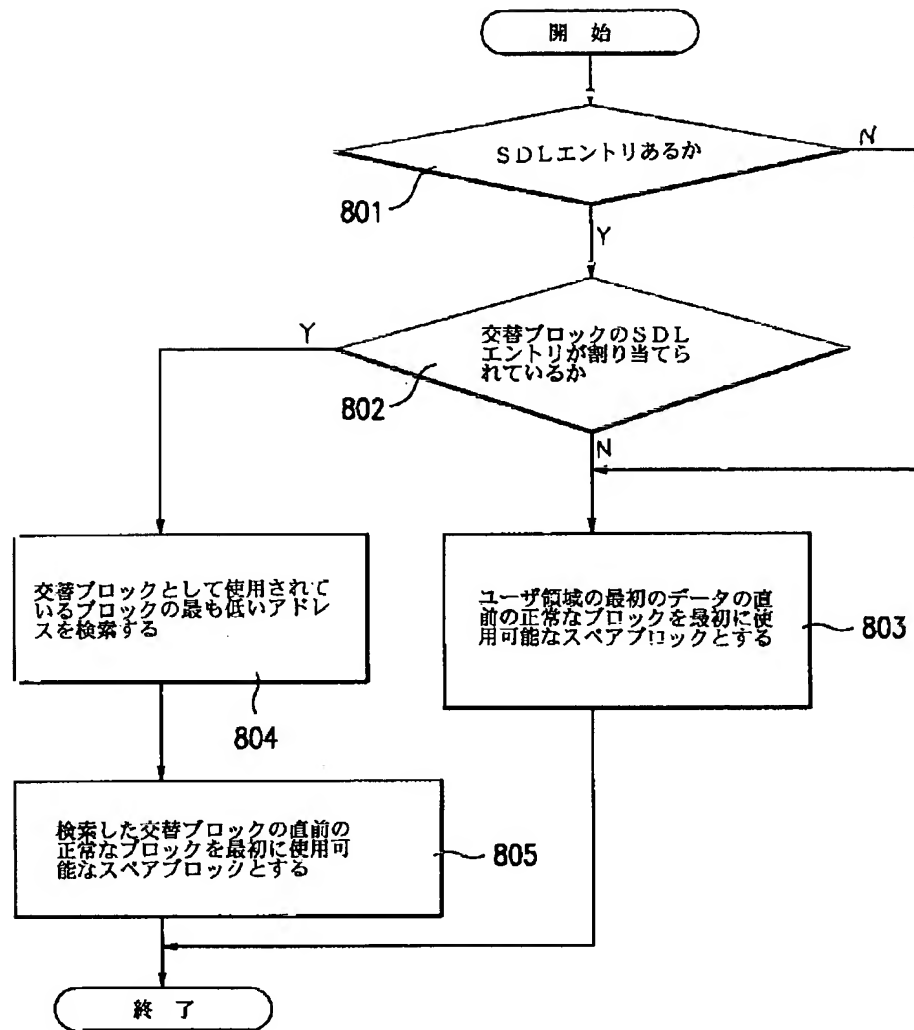 開 始
SDLエントリあるか
N
801
Y
交替ブロックのSDL
エントリが割り当てら
れているか
Y
802
N
交替ブロックとして使用されて
いるブロックの最も低いアドレ
スを検索する
804
ユーザ領域の最初のデータの直
前の正常なブロックを最初に使
用可能なスペアブロックとする
803
検索した交替ブロックの直前の
正常なブロックを最初に使用可
能なスペアブロックとする
805
終 了